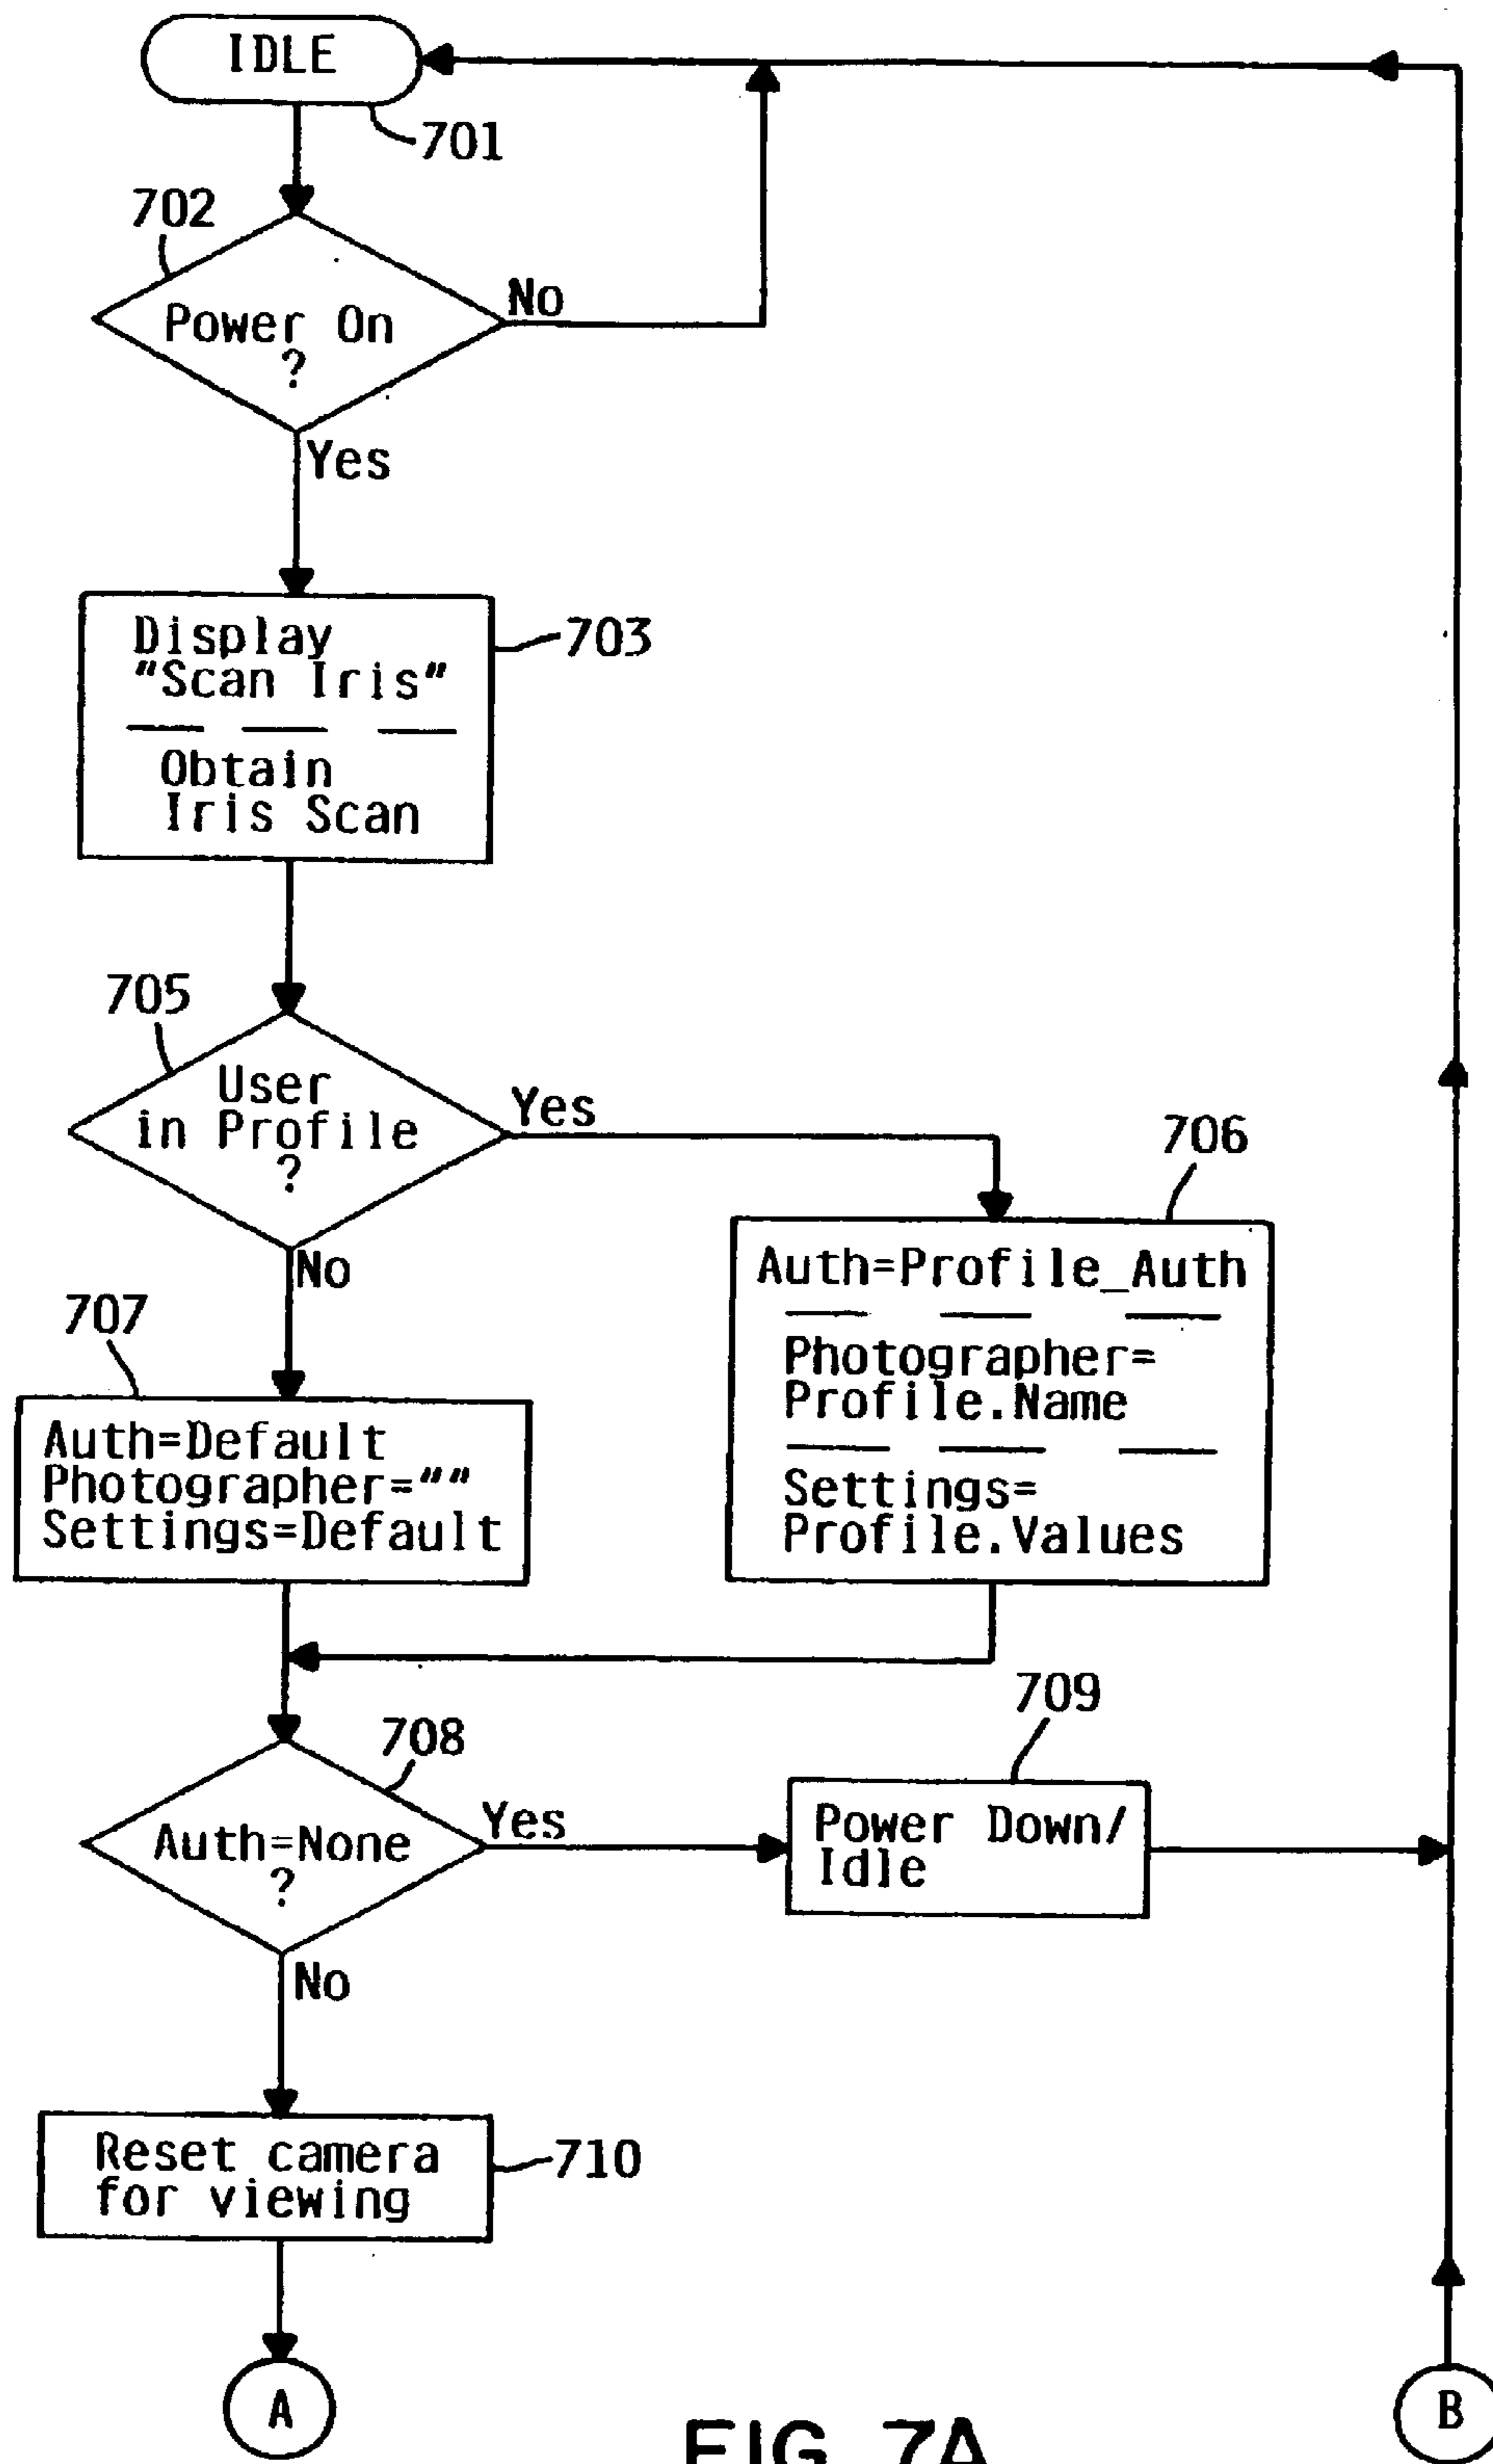 IDLE
701
702
Power On
?
No
Yes
Display
"Scan Iris"
703
Obtain
Iris Scan
705
User
in Profile
?
Yes
No
706
Auth=Profile_Auth
Photographer=
Profile.Name
Settings=
Profile.Values
707
Auth=Default
Photographer=""
Settings=Default
708
Auth=None
?
Yes
No
709
Power Down/
Idle
Reset camera
for viewing
710
A
B
FIG. 7A